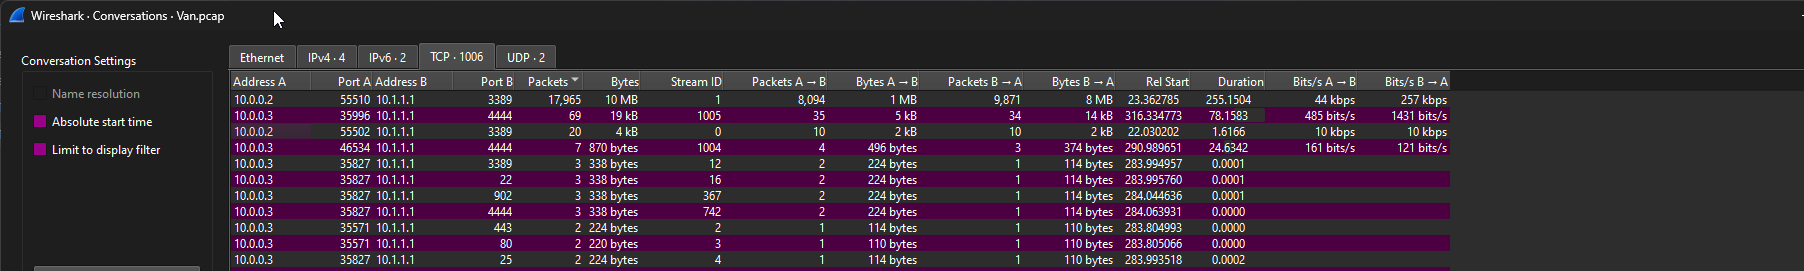 Wireshark · Conversations · Van.pcap
Conversation Settings
Name resolution
Absolute start time
Limit to display filter
Ethernet IPv4 · 4 IPv6 · 2 TCP · 1006 UDP · 2
Address A Port A Address B Port B Packets Bytes Stream ID Packets A → B Bytes A → B Packets B → A Bytes B → A Rel Start Duration Bits/s A → B Bits/s B → A
10.0.0.2 55510 10.1.1.1 3389 17,965 10 MB 1 8,094 1 MB 9,871 8 MB 23.362785 255.1504 44 kbps 257 kbps
10.0.0.3 35996 10.1.1.1 4444 69 19 kB 1005 35 5 kB 34 14 kB 316.334773 78.1583 485 bits/s 1431 bits/s
10.0.0.2 55502 10.1.1.1 3389 20 4 kB 0 10 2 kB 10 2 kB 22.030202 1.6166 10 kbps 10 kbps
10.0.0.3 46534 10.1.1.1 4444 7 870 bytes 1004 4 496 bytes 3 374 bytes 290.989651 24.6342 161 bits/s 121 bits/s
10.0.0.3 35827 10.1.1.1 3389 3 338 bytes 12 2 224 bytes 1 114 bytes 283.994957 0.0001
10.0.0.3 35827 10.1.1.1 22 3 338 bytes 16 2 224 bytes 1 114 bytes 283.995760 0.0001
10.0.0.3 35827 10.1.1.1 902 3 338 bytes 367 2 224 bytes 1 114 bytes 284.044636 0.0001
10.0.0.3 35827 10.1.1.1 4444 3 338 bytes 742 2 224 bytes 1 114 bytes 284.063931 0.0000
10.0.0.3 35571 10.1.1.1 443 2 224 bytes 2 1 114 bytes 1 110 bytes 283.804993 0.0000
10.0.0.3 35571 10.1.1.1 80 2 220 bytes 3 1 110 bytes 1 110 bytes 283.805066 0.0000
10.0.0.3 35827 10.1.1.1 25 2 224 bytes 4 1 114 bytes 1 110 bytes 283.993518 0.0002